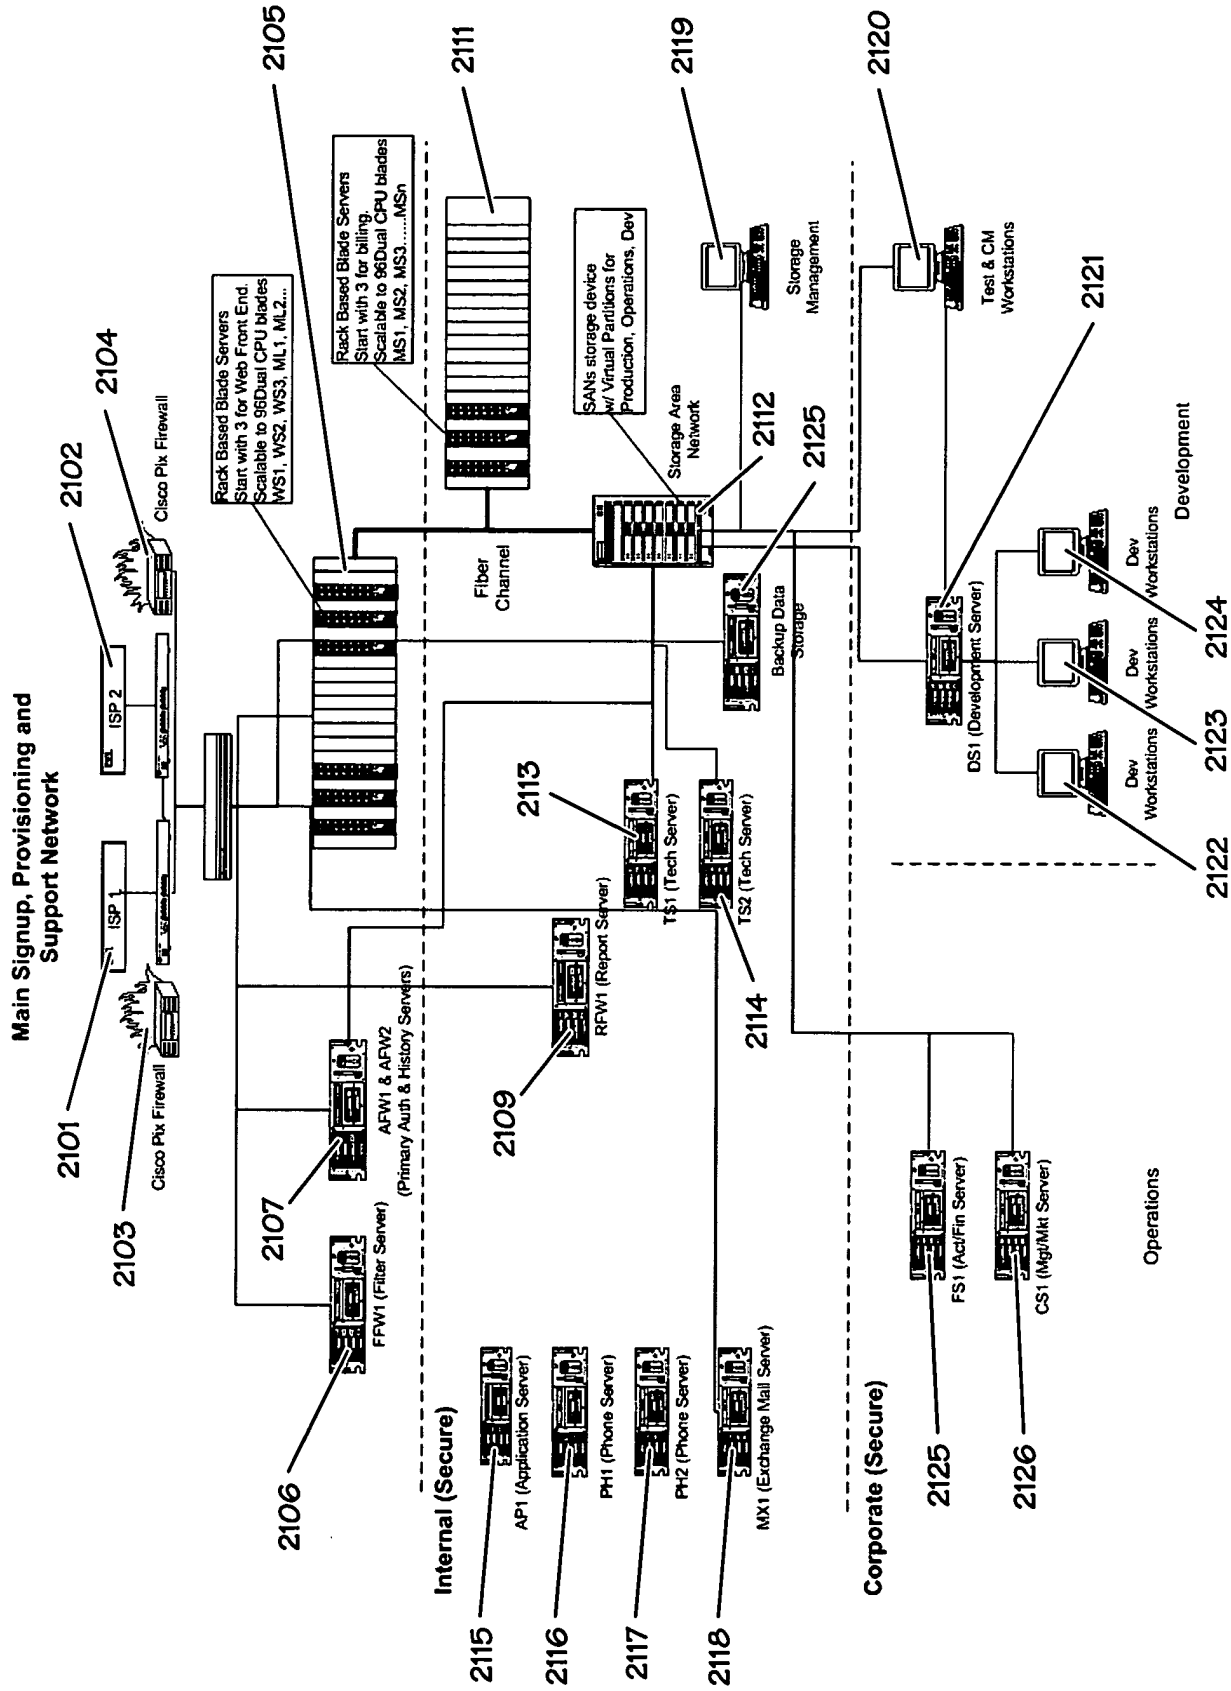 Main Signup, Provisioning and
Support Network
2101
2102
2103
2104
ISP 1
ISP 2
Cisco Pix Firewall
Cisco Pix Firewall
2105
Rack Based Blade Servers
Start with 3 for Web Front End.
Scalable to 96Dual CPU blades
WS1, WS2, WS3, ML1, ML2...
2106
FFW1 (Filter Server)
2107
AFW1 & AFW2
(Primary Auth & History Servers)
Rack Based Blade Servers
Start with 3 for billing.
Scalable to 96Dual CPU blades
MS1, MS2, MS3......MSn
2111
Internal (Secure)
Fiber
Channel
2115
AP1 (Application Server)
2116
PH1 (Phone Server)
2117
PH2 (Phone Server)
2118
MX1 (Exchange Mail Server)
2109
RFW1 (Report Server)
2113
TS1 (Tech Server)
2114
TS2 (Tech Server)
SANs storage device
w/ Virtual Partitions for
Production, Operations, Dev
Storage Area
Network
2112
2125
Backup Data
Storage
2119
Storage
Management
Corporate (Secure)
2120
Test & CM
Workstations
2121
DS1 (Development Server)
2125
FS1 (Act/Fin Server)
2126
CS1 (Mgt/Mkt Server)
Dev
Workstations
Dev
Workstations
Dev
Workstations
2122
2123
2124
Operations
Development